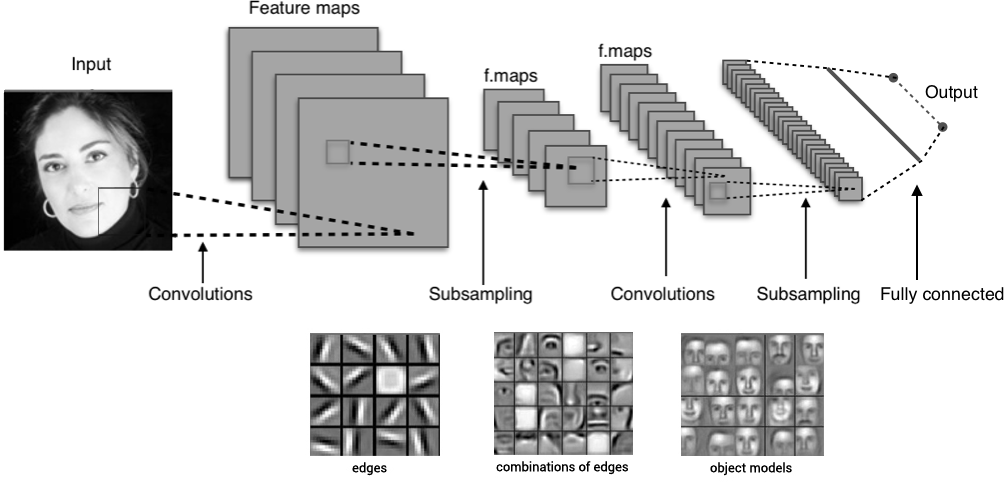 Feature maps
Input
f.maps
f.maps
Output
Convolutions
Subsampling
Convolutions
Subsampling
Fully connected
edges
combinations of edges
object models